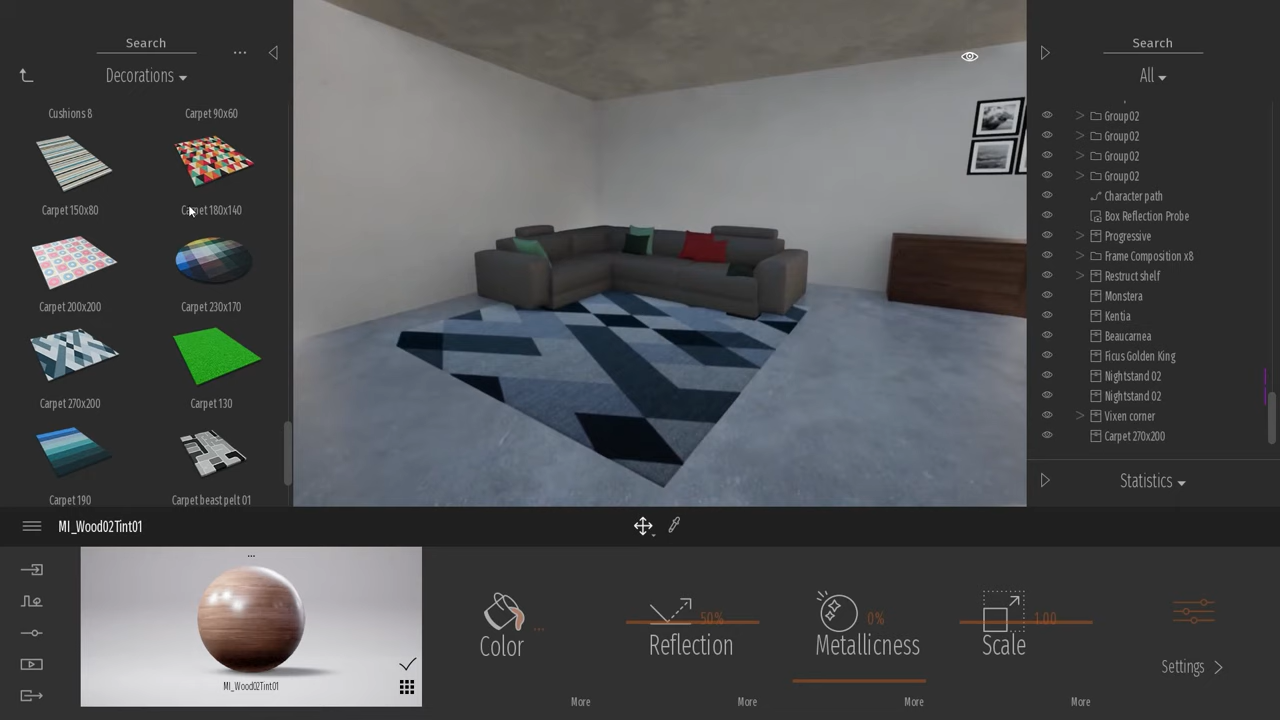 Search
...
Decorations
Cushions 8
Carpet 90x60
Carpet 150x80
Carpet 180x140
Carpet 200x200
Carpet 230x170
Carpet 270x200
Carpet 130
Carpet 190
Carpet beast pelt 01
Search
All
Group02
Group02
Group02
Group02
Character path
Box Reflection Probe
Progressive
Frame Composition x8
Restruct shelf
Monstera
Kentia
Beaucarnea
Ficus Golden King
Nightstand 02
Nightstand 02
Vixen corner
Carpet 270x200
Statistics
MI_Wood02Tint01
...
MI_Wood02Tint01
Color
...
More
50%
Reflection
More
0%
Metallicness
More
1.00
Scale
More
Settings